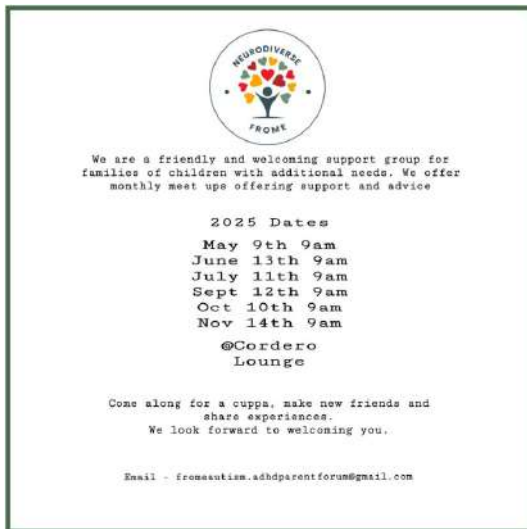 NEURODIVERSE
FROME
We are a friendly and welcoming support group for
families of children with additional needs. We offer
monthly meet ups offering support and advice
2025 Dates
May 9th 9am
June 13th 9am
July 11th 9am
Sept 12th 9am
Oct 10th 9am
Nov 14th 9am
@Cordero
Lounge
Come along for a cuppa, make new friends and
share experiences.
We look forward to welcoming you.
Email - fromeautism.adhdparentforum@gmail.com